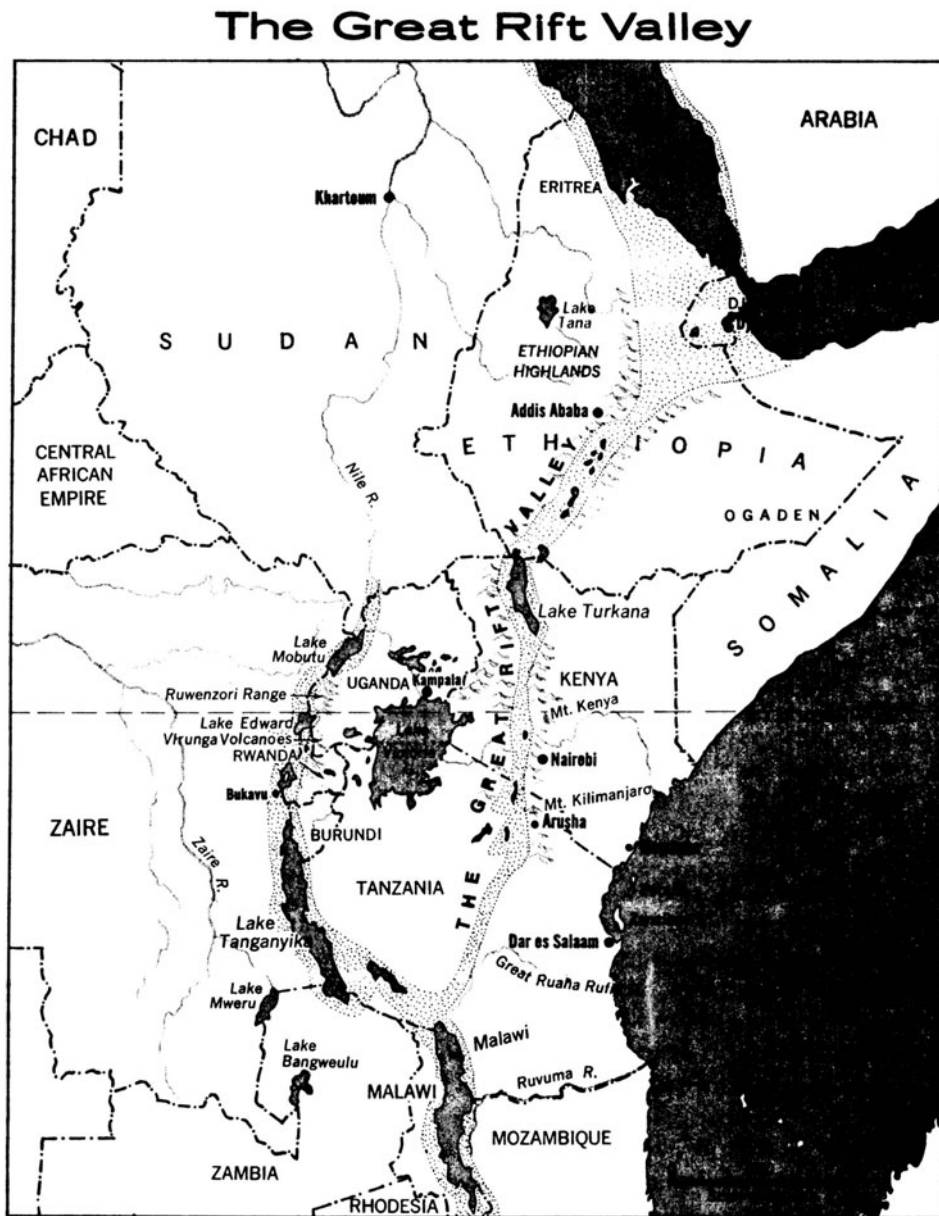 The Great Rift Valley
CHAD
ARABIA
ERITREA
Khartoum
Lake
Tana
SUDAN
ETHIOPIAN
HIGHLANDS
Addis Ababa
ETHIOPIA
CENTRAL
AFRICAN
EMPIRE
Nile R.
OGADEN
SOMALIA
THE GREAT RIFT VALLEY
Lake Turkana
Lake
Mobutu
UGANDA
Kampala
KENYA
Ruwenzori Range
Mt. Kenya
Lake Edward
Virunga Volcanoes
RWANDA
Lake
Nairobi
Bukavu
Mt. Kilimanjaro
Arusha
ZAIRE
BURUNDI
Zaire R.
TANZANIA
Lake
Tanganyika
Dar es Salaam
Great Ruaha
Lake
Mweru
Malawi
Lake
Bangweulu
MALAWI
Ruvuma R.
MOZAMBIQUE
ZAMBIA
RHODESIA